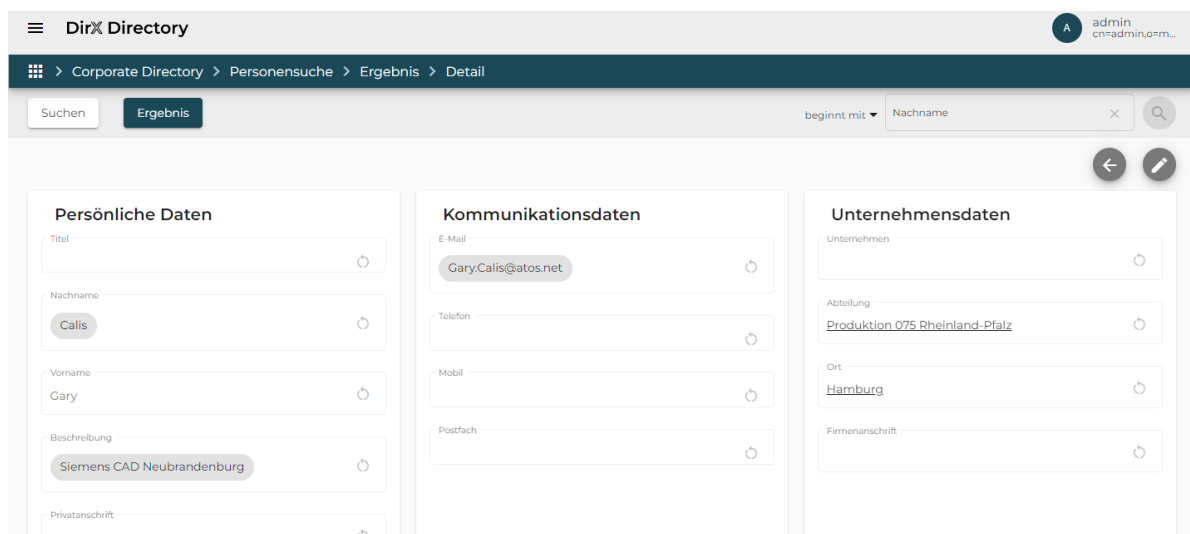 DirX Directory
A
admin
cn=admin,o=m...
> Corporate Directory > Personensuche > Ergebnis > Detail
Suchen
Ergebnis
beginnt mit
Nachname
Persönliche Daten
Titel
Nachname
Calis
Vorname
Gary
Beschreibung
Siemens CAD Neubrandenburg
Privatanschrift
Kommunikationsdaten
E-Mail
Gary.Calis@atos.net
Telefon
Mobil
Postfach
Unternehmensdaten
Unternehmen
Abteilung
Produktion 075 Rheinland-Pfalz
Ort
Hamburg
Firmenanschrift